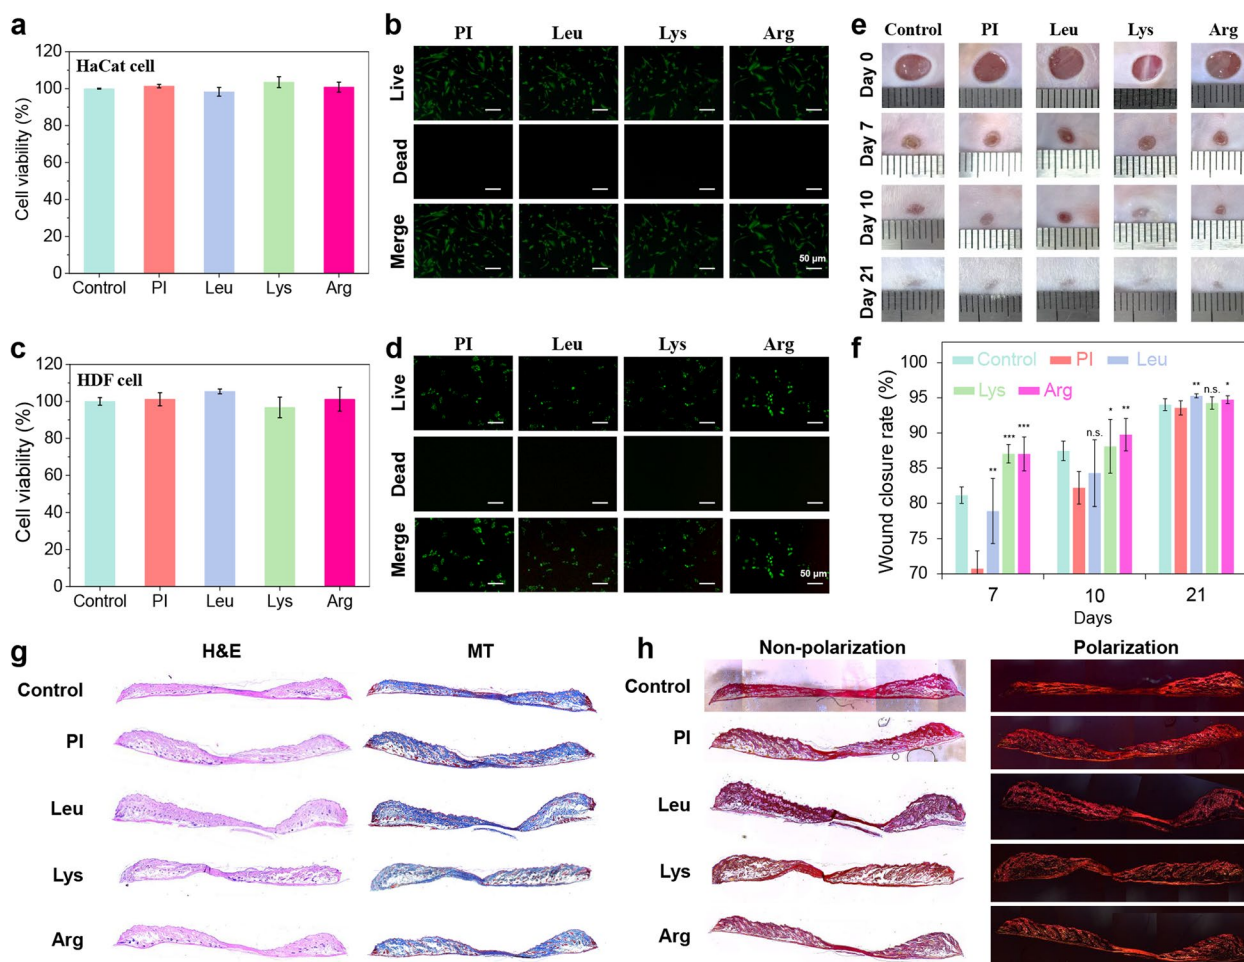 a
120
100
80
60
40
20
0
Cell viability (%)
HaCat cell
Control PI Leu Lys Arg
b
PI Leu Lys Arg
Live
Dead
Merge
50 μm
c
120
100
80
60
40
20
0
Cell viability (%)
HDF cell
Control PI Leu Lys Arg
d
PI Leu Lys Arg
Live
Dead
Merge
50 μm
e
Control PI Leu Lys Arg
Day 0
Day 7
Day 10
Day 21
f
100
95
90
85
80
75
70
Wound closure rate (%)
Control PI Leu
Lys Arg
** *** ***
n.s. * **
** n.s. *
7 10 21
Days
g
H&E MT
Control
PI
Leu
Lys
Arg
h
Non-polarization Polarization
Control
PI
Leu
Lys
Arg